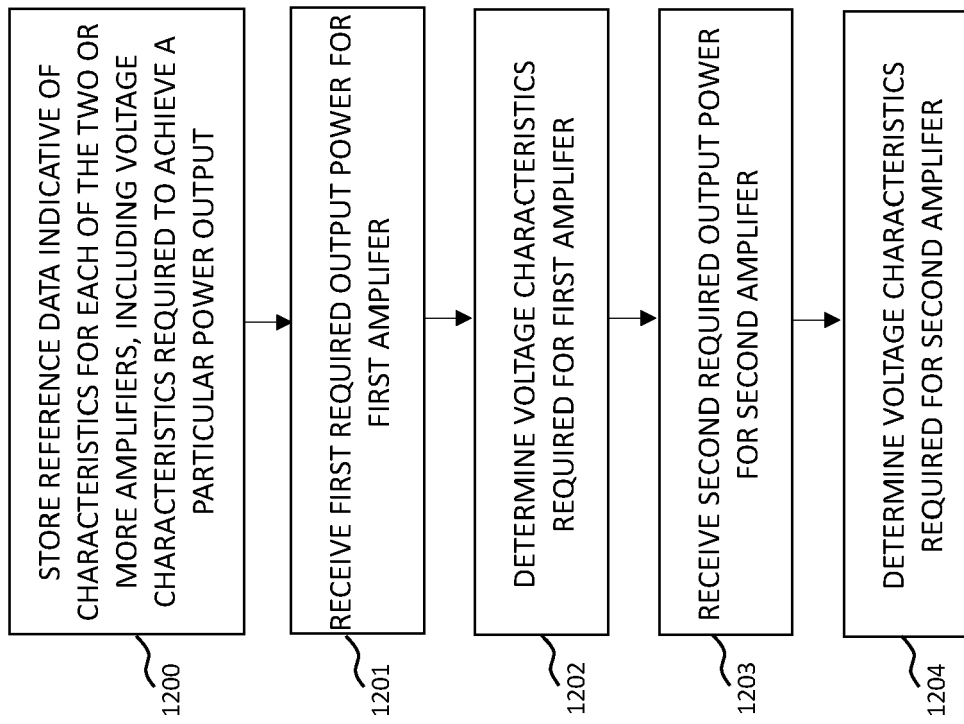 STORE REFERENCE DATA INDICATIVE OF
CHARACTERISTICS FOR EACH OF THE TWO OR
MORE AMPLIFIERS, INCLUDING VOLTAGE
CHARACTERISTICS REQUIRED TO ACHIEVE A
PARTICULAR POWER OUTPUT
1200
RECEIVE FIRST REQUIRED OUTPUT POWER FOR
FIRST AMPLIFER
1201
DETERMINE VOLTAGE CHARACTERISTICS
REQUIRED FOR FIRST AMPLIFER
1202
RECEIVE SECOND REQUIRED OUTPUT POWER
FOR SECOND AMPLIFER
1203
DETERMINE VOLTAGE CHARACTERISTICS
REQUIRED FOR SECOND AMPLIFER
1204